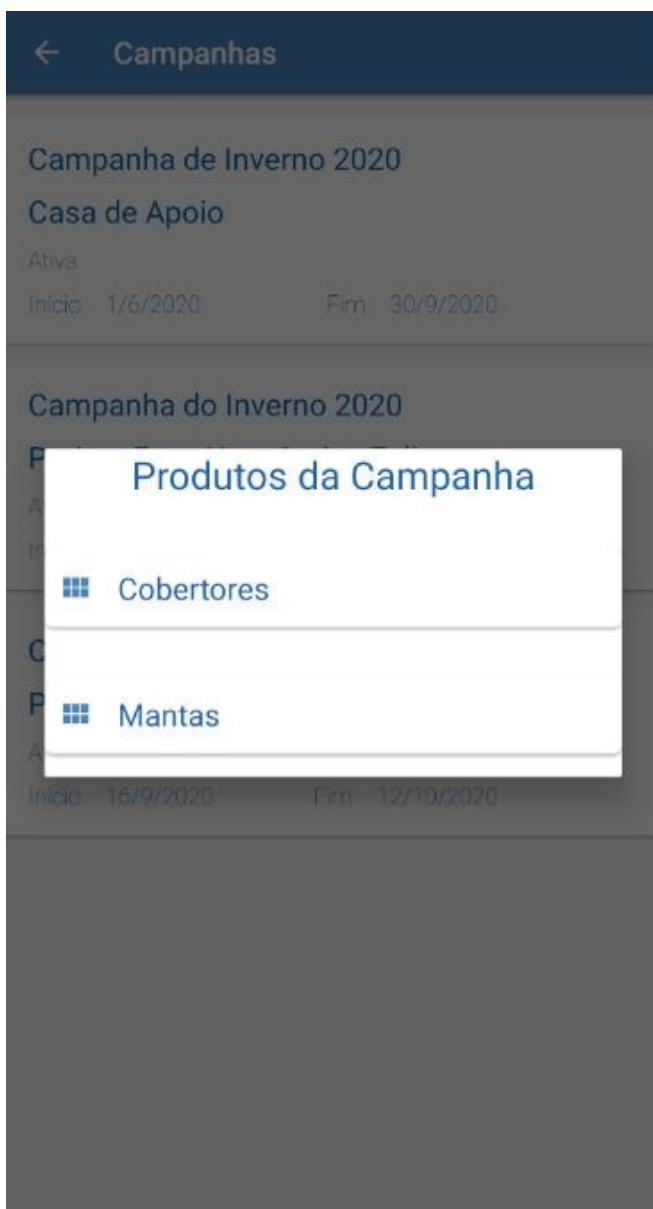 Campanhas
Campanha de Inverno 2020
Casa de Apoio
Ativa
Início 1/6/2020 Fim 30/9/2020
Campanha do Inverno 2020
Produtos da Campanha
Cobertores
Mantas
Início 16/9/2020 Fim 12/10/2020